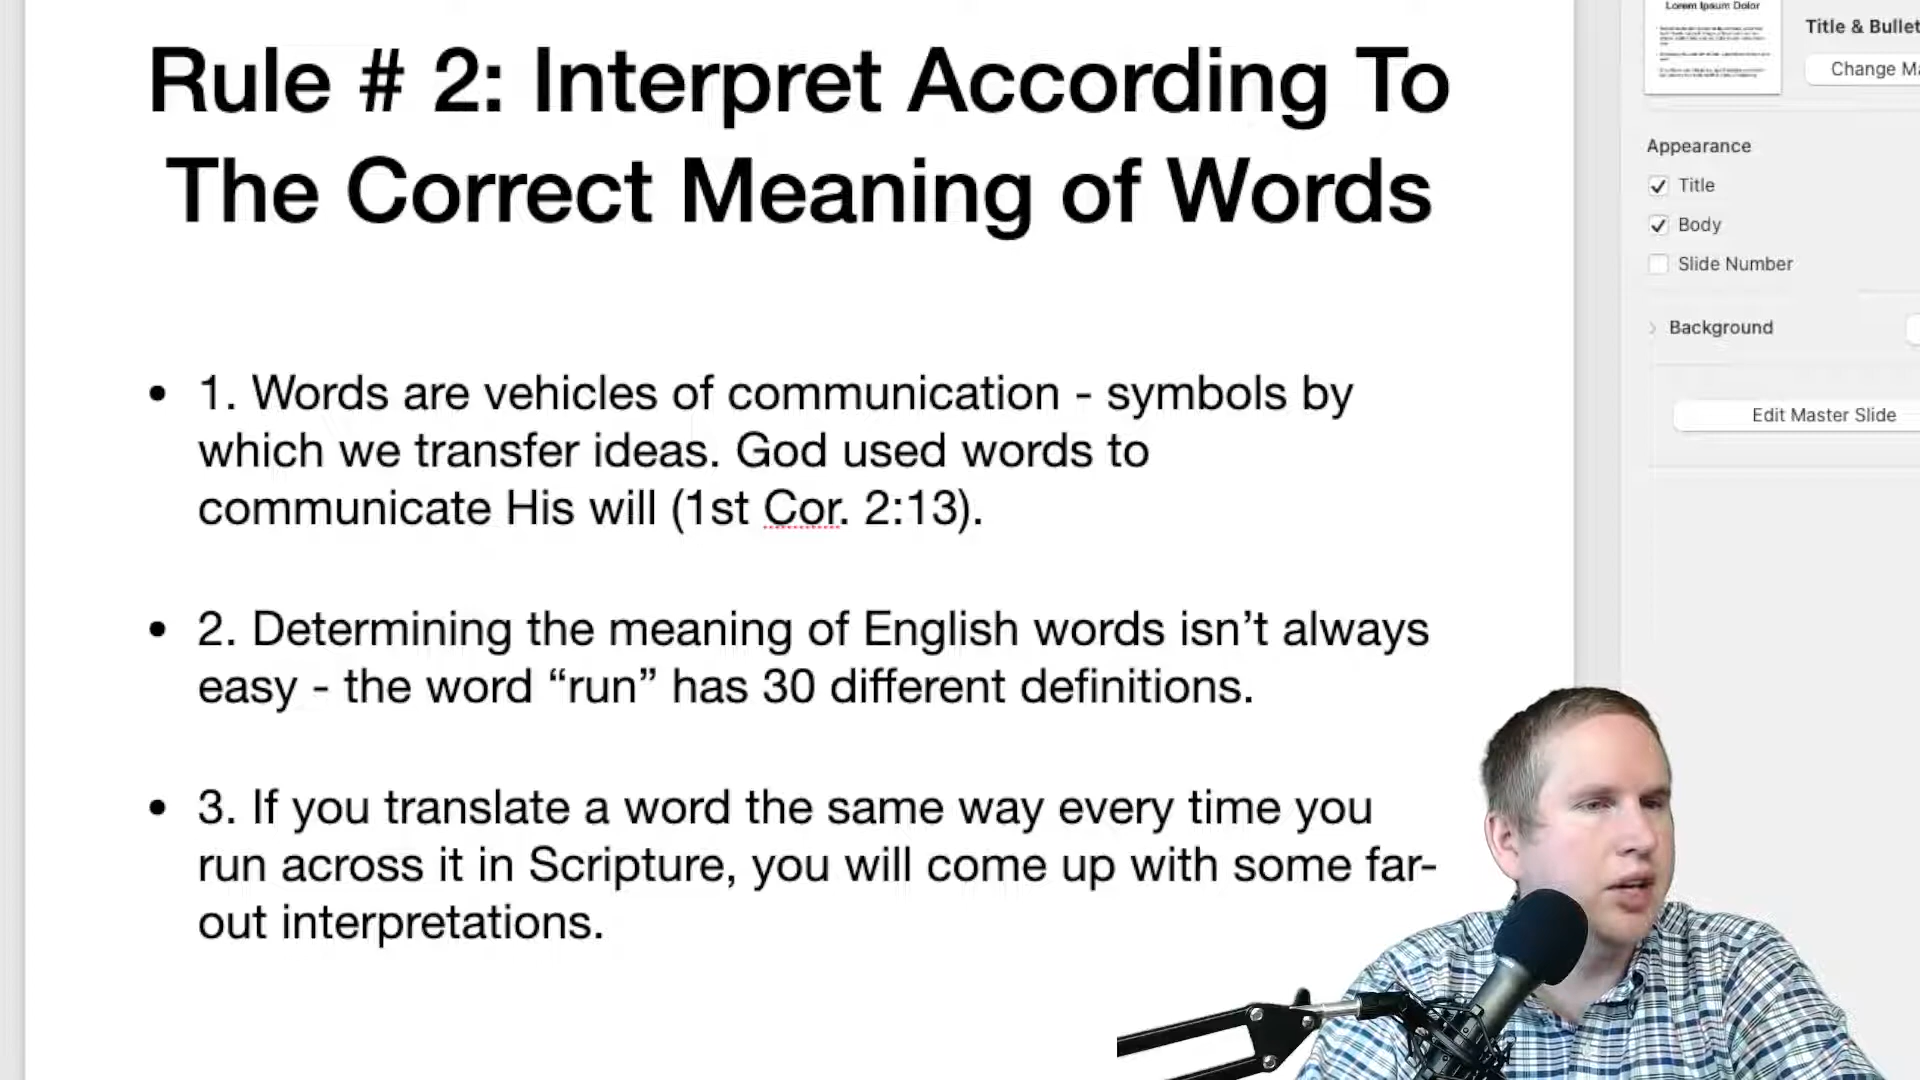 Rule # 2: Interpret According To
The Correct Meaning of Words
• 1. Words are vehicles of communication - symbols by
which we transfer ideas. God used words to
communicate His will (1st Cor. 2:13).
• 2. Determining the meaning of English words isn’t always
easy - the word “run” has 30 different definitions.
• 3. If you translate a word the same way every time you
run across it in Scripture, you will come up with some far-
out interpretations.
Lorem Ipsum Dolor
Title & Bullet
Change Ma
Appearance
Title
Body
Slide Number
Background
Edit Master Slide